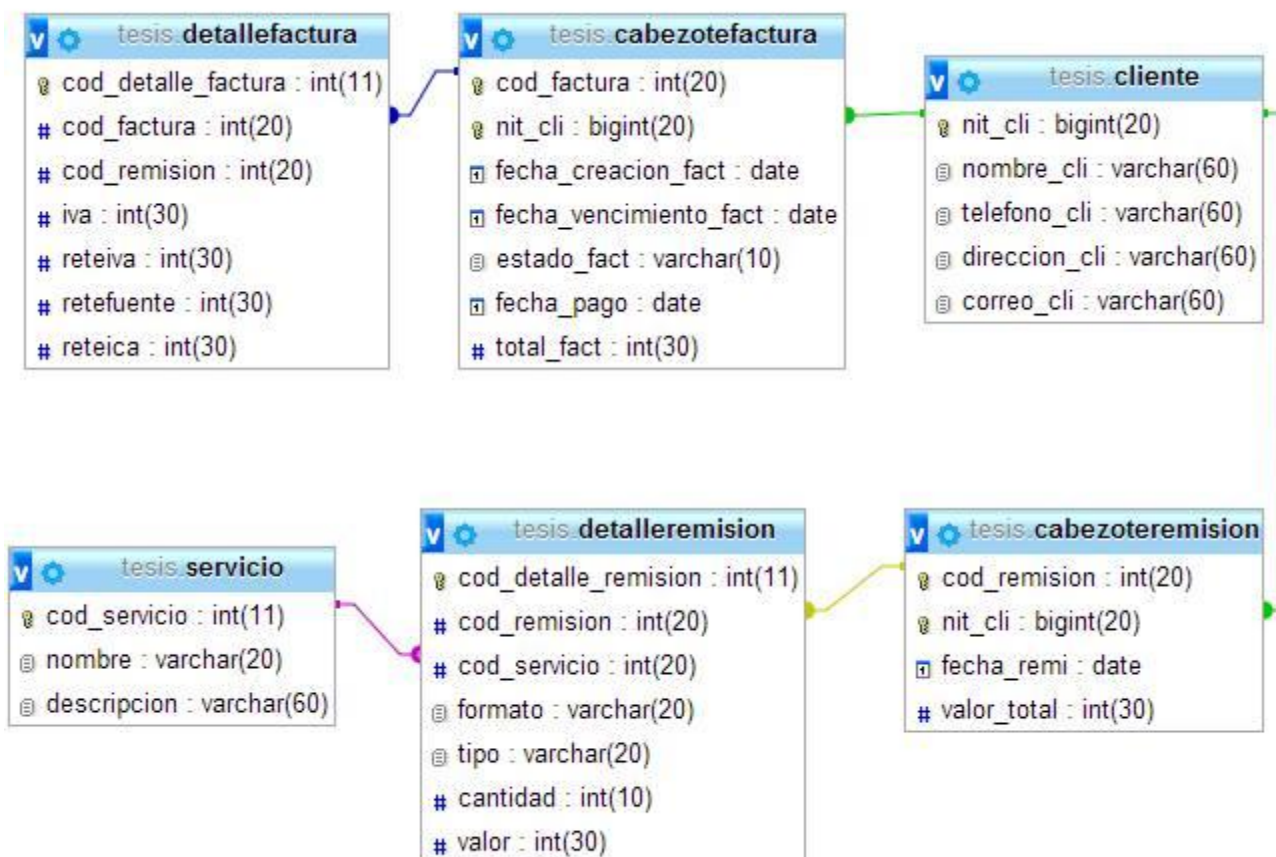 tesis.detallefactura
cod_detalle_factura : int(11)
cod_factura : int(20)
cod_remision : int(20)
iva : int(30)
reteiva : int(30)
retefuente : int(30)
reteica : int(30)
tesis.cabezotefactura
cod_factura : int(20)
nit_cli : bigint(20)
fecha_creacion_fact : date
fecha_vencimiento_fact : date
estado_fact : varchar(10)
fecha_pago : date
total_fact : int(30)
tesis.cliente
nit_cli : bigint(20)
nombre_cli : varchar(60)
telefono_cli : varchar(60)
direccion_cli : varchar(60)
correo_cli : varchar(60)
tesis.servicio
cod_servicio : int(11)
nombre : varchar(20)
descripcion : varchar(60)
tesis.detalleremision
cod_detalle_remision : int(11)
cod_remision : int(20)
cod_servicio : int(20)
formato : varchar(20)
tipo : varchar(20)
cantidad : int(10)
valor : int(30)
tesis.cabezoteremision
cod_remision : int(20)
nit_cli : bigint(20)
fecha_remi : date
valor_total : int(30)